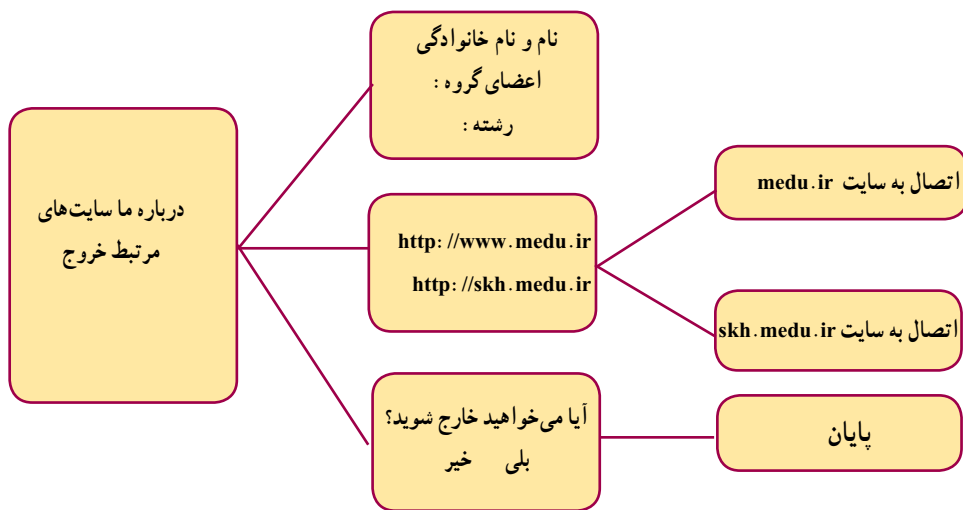 نام و نام خانوادگی
اعضای گروه :
رشته :
درباره ما سایت‌های
مرتبط خروج
http://www.medu.ir
http://skh.medu.ir
اتصال به سایت medu.ir
اتصال به سایت skh.medu.ir
آیا می‌خواهید خارج شوید؟
بلی خیر
پایان